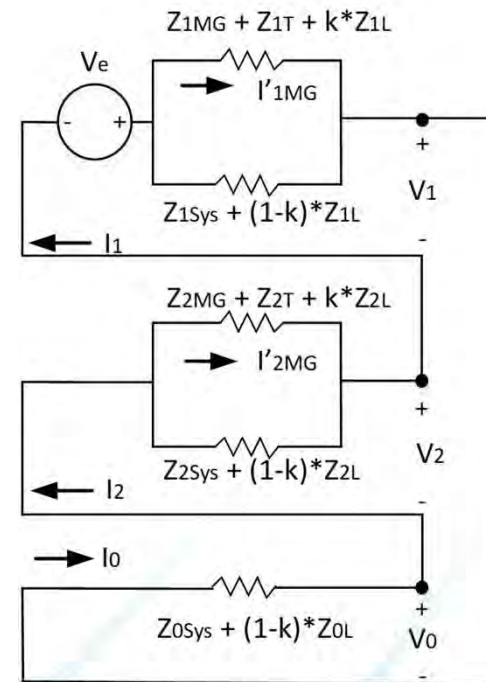 Z1MG + Z1T + k*Z1L
Ve
I'1MG
- +
+
Z1Sys + (1-k)*Z1L
V1
I1
-
Z2MG + Z2T + k*Z2L
I'2MG
+
Z2Sys + (1-k)*Z2L
V2
I2
-
I0
+
Z0Sys + (1-k)*Z0L
V0
-